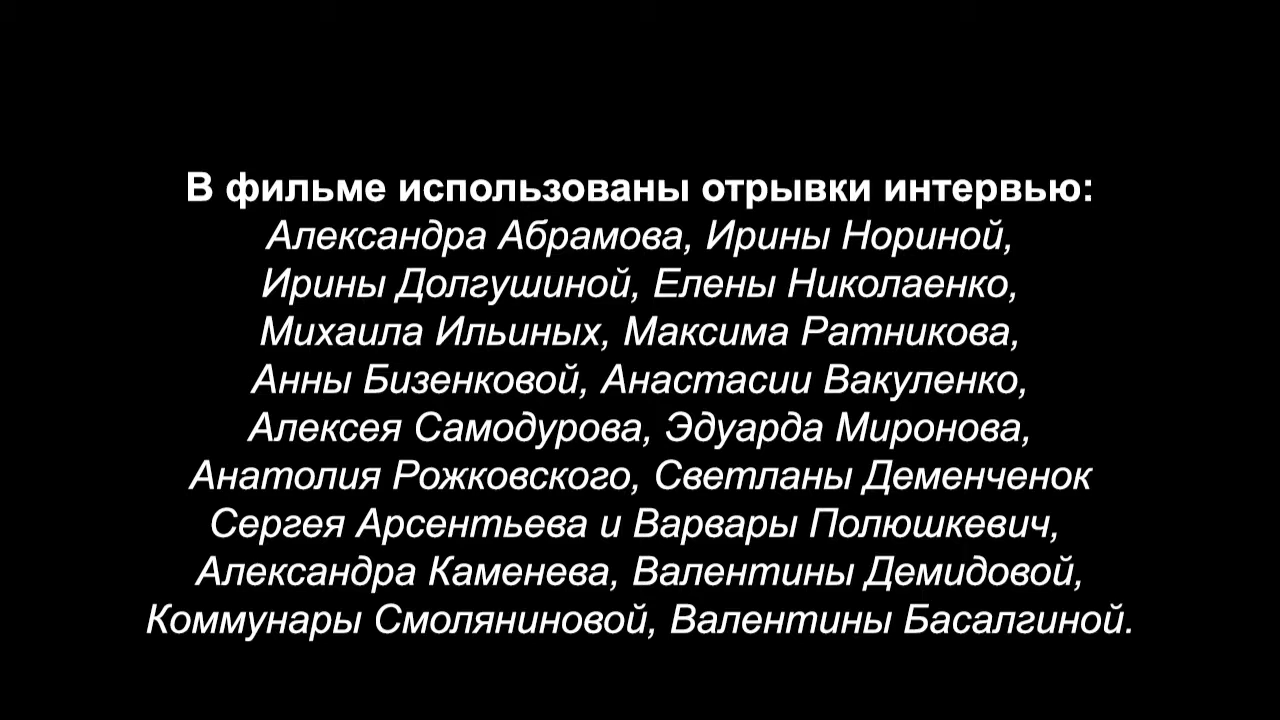 В фильме использованы отрывки интервью:
Александра Абрамова, Ирины Нориной,
Ирины Долгушиной, Елены Николаенко,
Михаила Ильиных, Максима Ратникова,
Анны Бизенковой, Анастасии Вакуленко,
Алексея Самодурова, Эдуарда Миронова,
Анатолия Рожковского, Светланы Деменченок
Сергея Арсентьева и Варвары Полюшкевич,
Александра Каменева, Валентины Демидовой,
Коммунары Смоляниновой, Валентины Басалгиной.